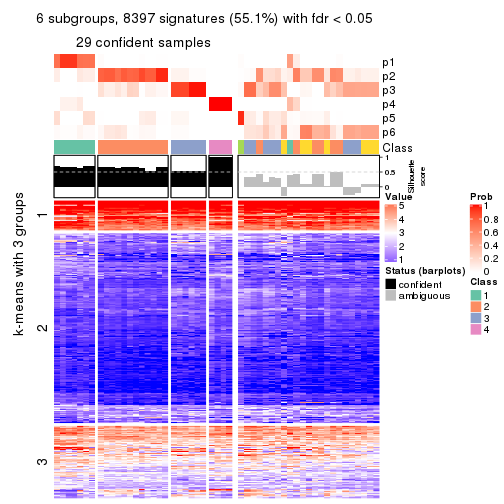 6 subgroups, 8397 signatures (55.1%) with fdr < 0.05
29 confident samples
p1
p2
p3
p4
p5
p6
Class
1
0.5
0
Silhouette
score
k-means with 3 groups
1
2
3
Value
5
4
3
2
1
Status (barplots)
confident
ambiguous
Prob
1
0.8
0.6
0.4
0.2
0
Class
1
2
3
4